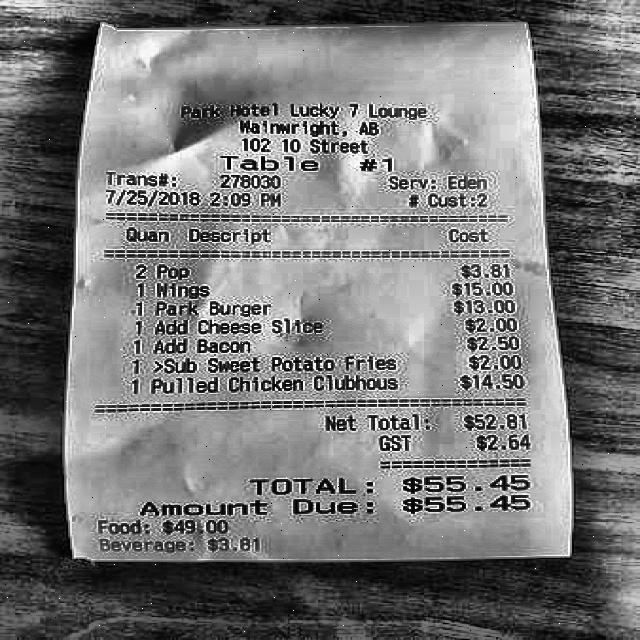 Park Hotel Lucky 7 Lounge
Wainwright, AB
102 10 Street
Table #1
Trans#: 278030 Serv: Eden
7/25/2018 2:09 PM # Cust:2
Quan Descript Cost
2 Pop $3.81
1 Wings $15.00
1 Park Burger $13.00
1 Add Cheese Slice $2.00
1 Add Bacon $2.50
1 >Sub Sweet Potato Fries $2.00
1 Pulled Chicken Clubhous $14.50
Net Total: $52.81
GST $2.64
TOTAL: $55.45
Amount Due: $55.45
Food: $49.00
Beverage: $3.81